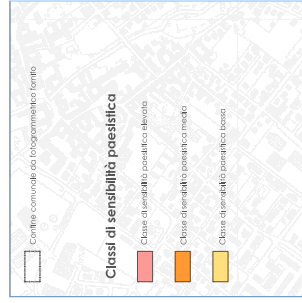 Confine comunale da fotogrammetrico fornito
Classi di sensibilità paesistica
Classe di sensibilità paesistica elevata
Classe di sensibilità paesistica media
Classe di sensibilità paesistica bassa